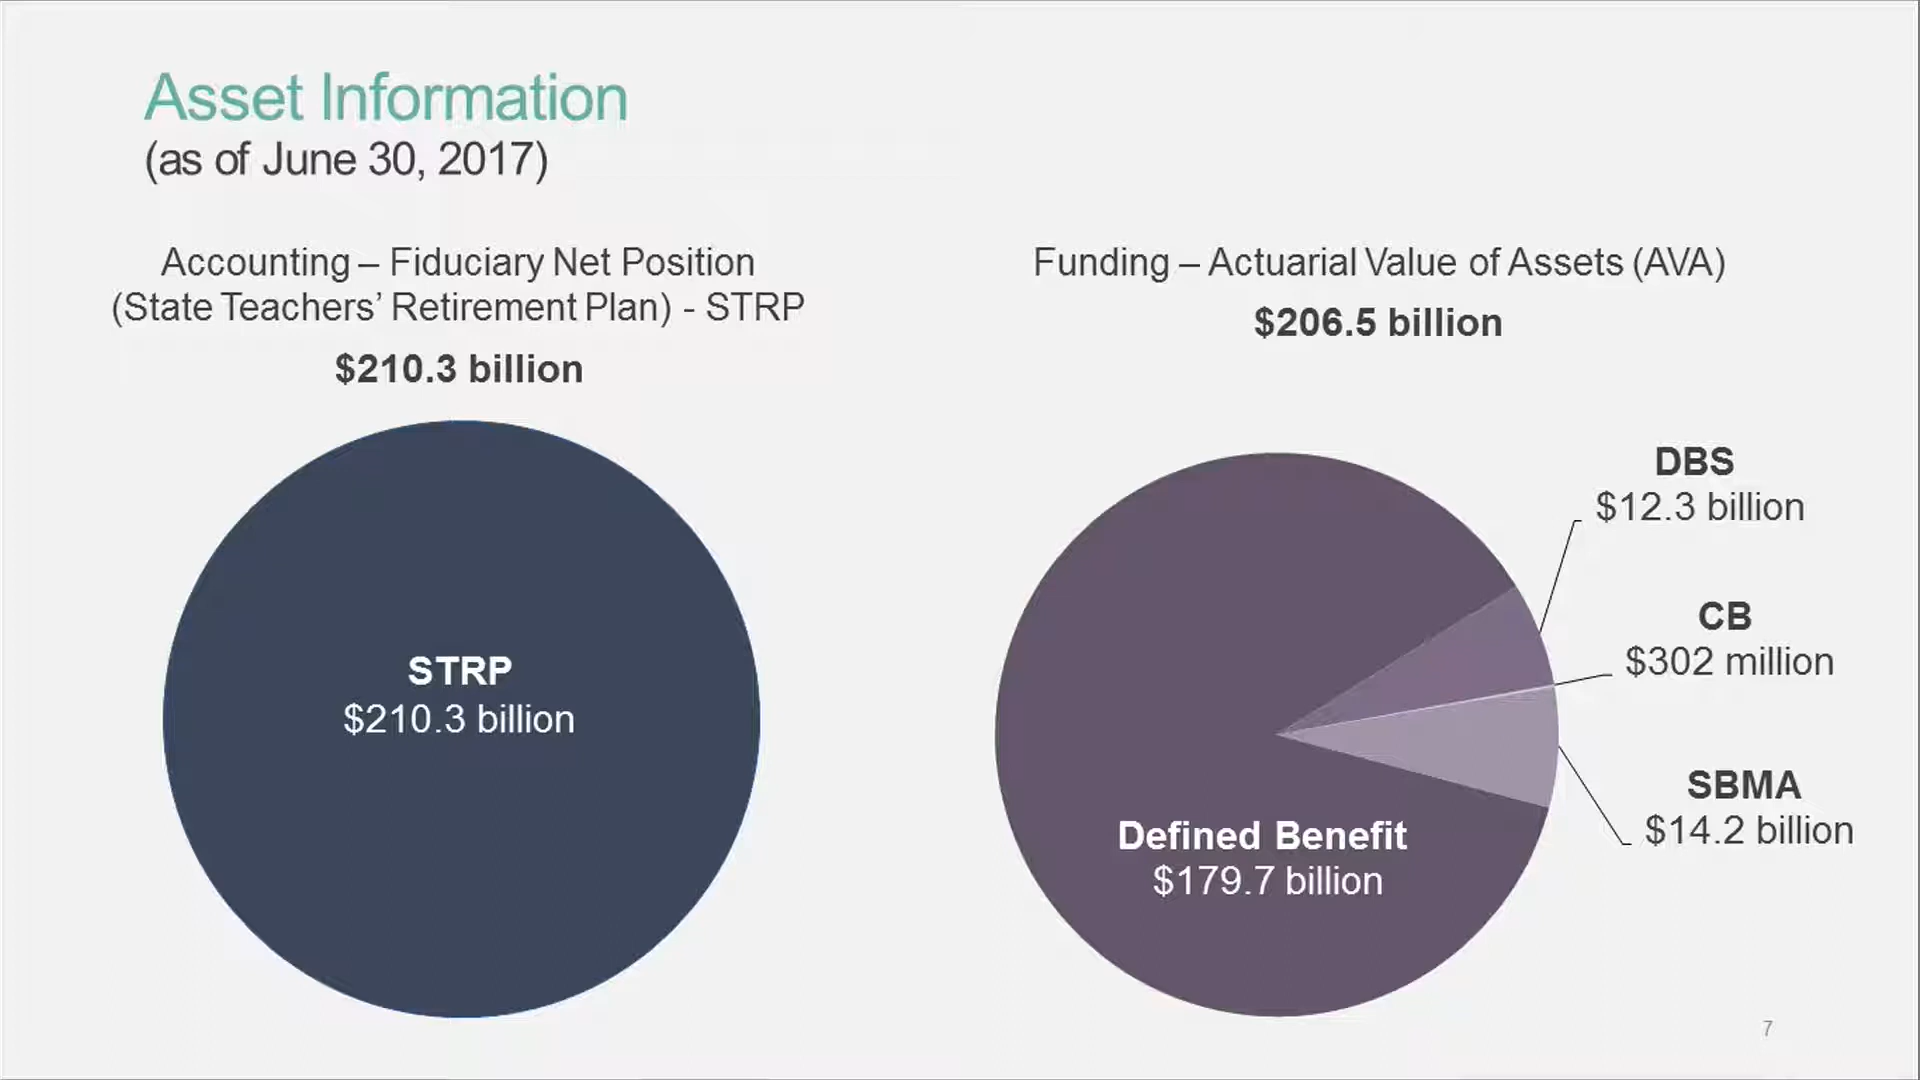 Asset Information
(as of June 30, 2017)
Accounting – Fiduciary Net Position
(State Teachers’ Retirement Plan) - STRP
$210.3 billion
STRP
$210.3 billion
Funding – Actuarial Value of Assets (AVA)
$206.5 billion
DBS
$12.3 billion
CB
$302 million
SBMA
$14.2 billion
Defined Benefit
$179.7 billion
7